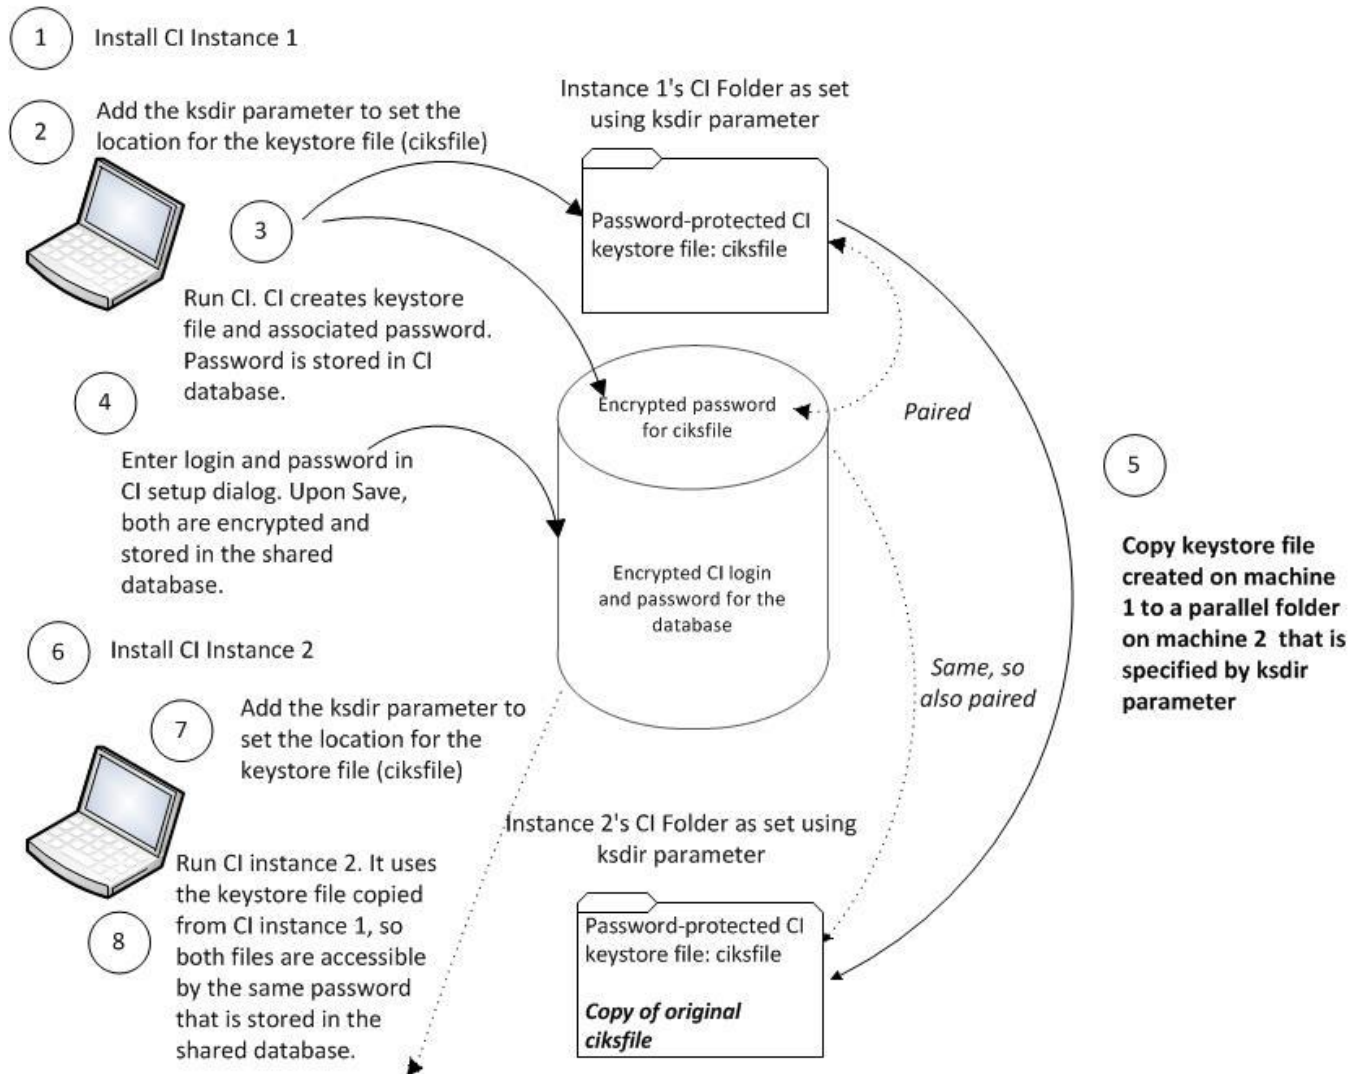 1
Install CI Instance 1
2
Add the ksdir parameter to set the
location for the keystore file (ciksfile)
Instance 1's CI Folder as set
using ksdir parameter
Password-protected CI
keystore file: ciksfile
3
Run CI. CI creates keystore
file and associated password.
Password is stored in CI
database.
4
Enter login and password in
CI setup dialog. Upon Save,
both are encrypted and
stored in the shared
database.
Encrypted password
for ciksfile
Paired
Encrypted CI login
and password for the
database
5
Copy keystore file
created on machine
1 to a parallel folder
on machine 2 that is
specified by ksdir
parameter
Same, so
also paired
6
Install CI Instance 2
7
Add the ksdir parameter to
set the location for the
keystore file (ciksfile)
Instance 2's CI Folder as set using
ksdir parameter
8
Run CI instance 2. It uses
the keystore file copied
from CI instance 1, so
both files are accessible
by the same password
that is stored in the
shared database.
Password-protected CI
keystore file: ciksfile
Copy of original
ciksfile